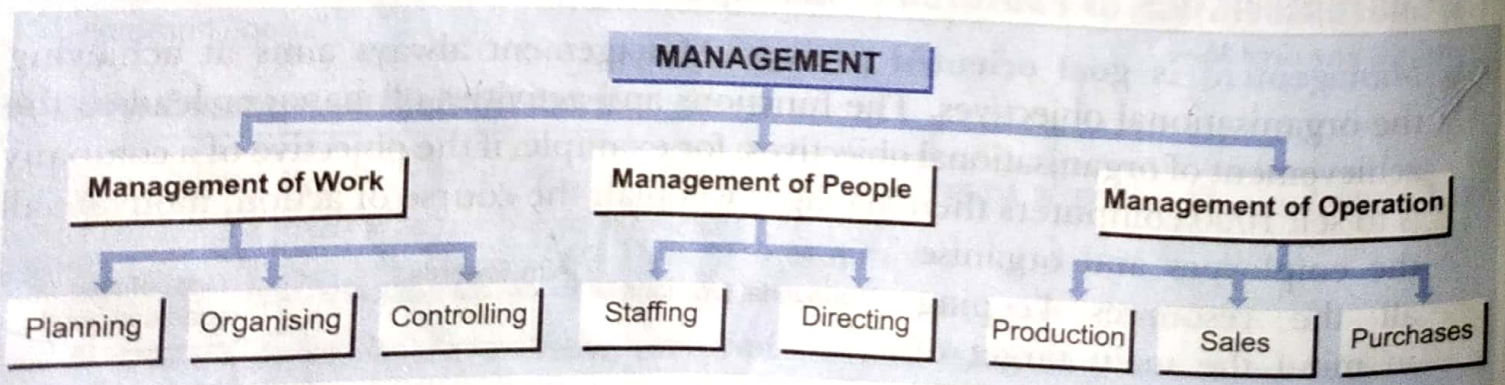 MANAGEMENT
Management of Work
Management of People
Management of Operation
Planning
Organising
Controlling
Staffing
Directing
Production
Sales
Purchases